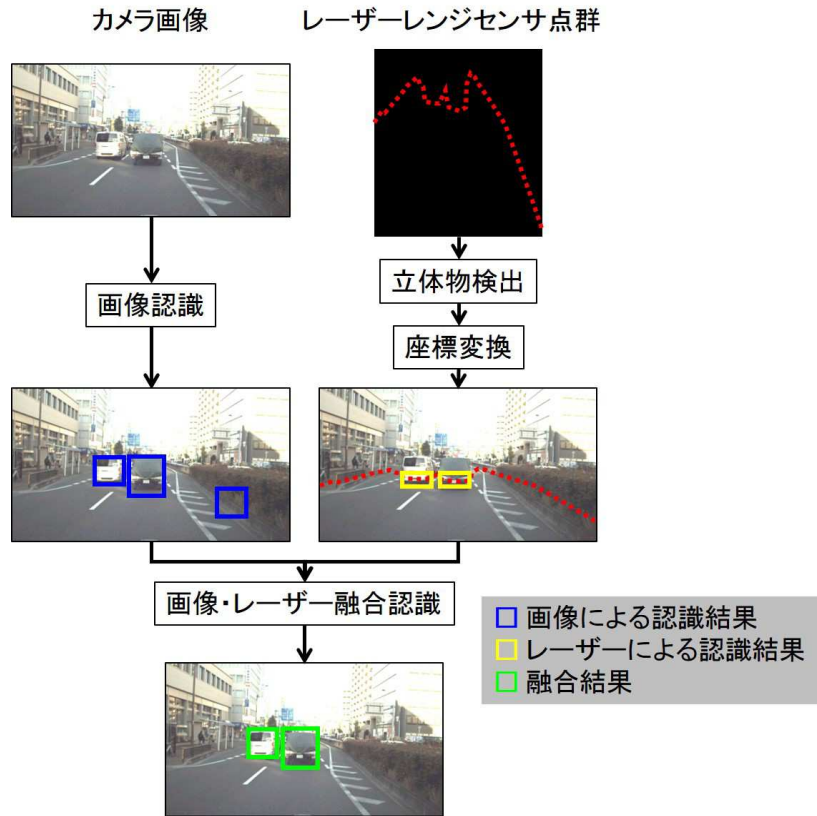 カメラ画像
レーザーレンジセンサ点群
画像認識
立体物検出
座標変換
画像・レーザー融合認識
画像による認識結果
レーザーによる認識結果
融合結果